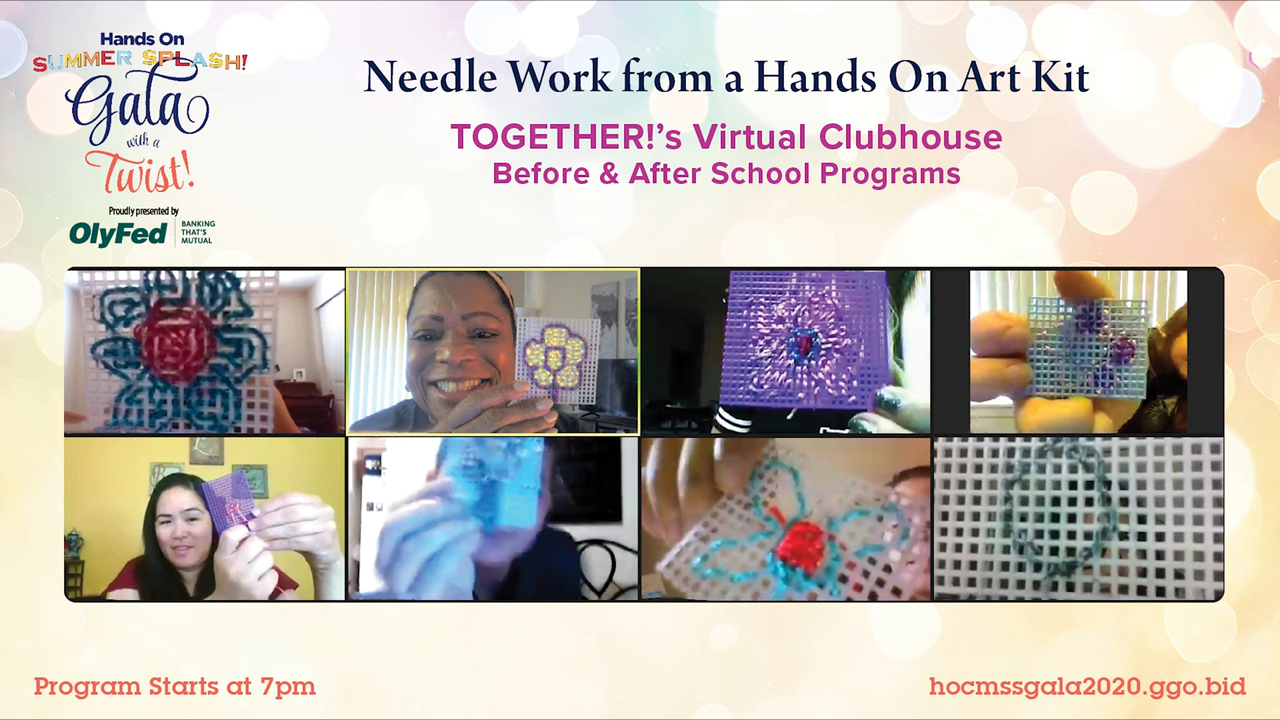 Hands On
SUMMER SPLASH!
Gala
with a
Twist!
Proudly presented by
OlyFed
BANKING
THAT'S
MUTUAL
Needle Work from a Hands On Art Kit
TOGETHER!'s Virtual Clubhouse
Before & After School Programs
Program Starts at 7pm
hocmssgala2020.ggo.bid